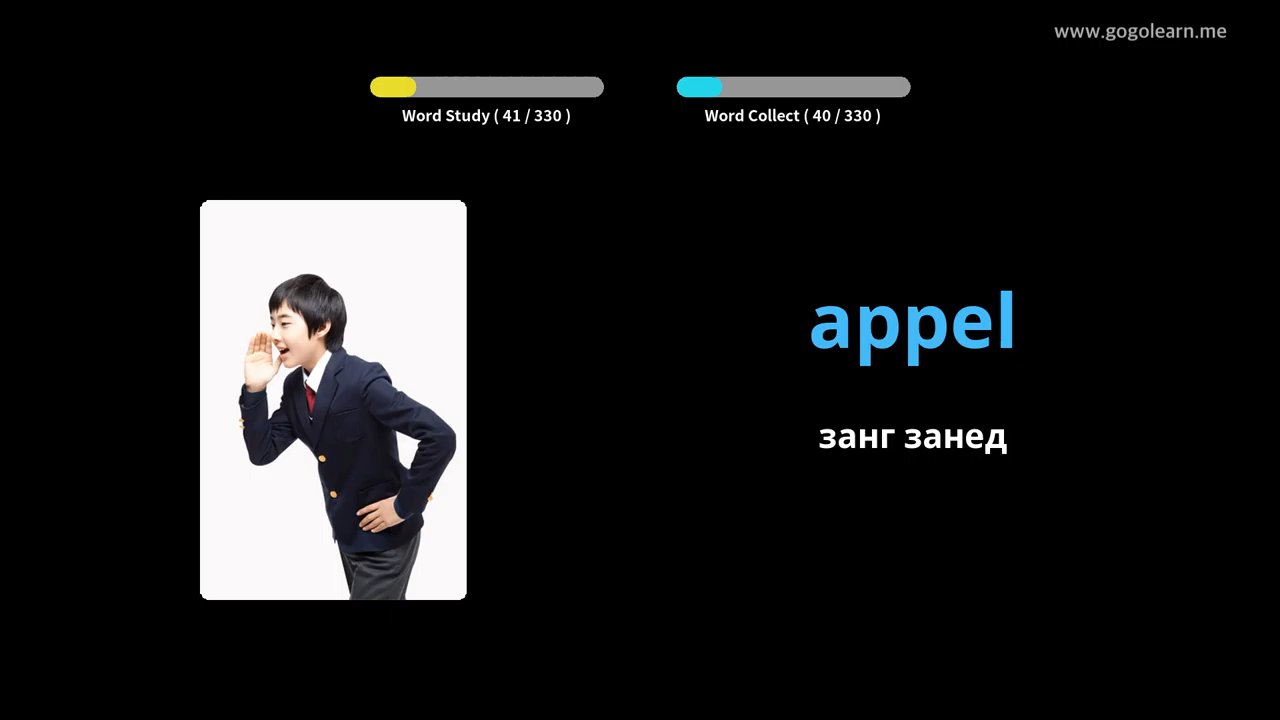 www.gogolearn.me
Word Study ( 41 / 330 )
Word Collect ( 40 / 330 )
appel
занг занед